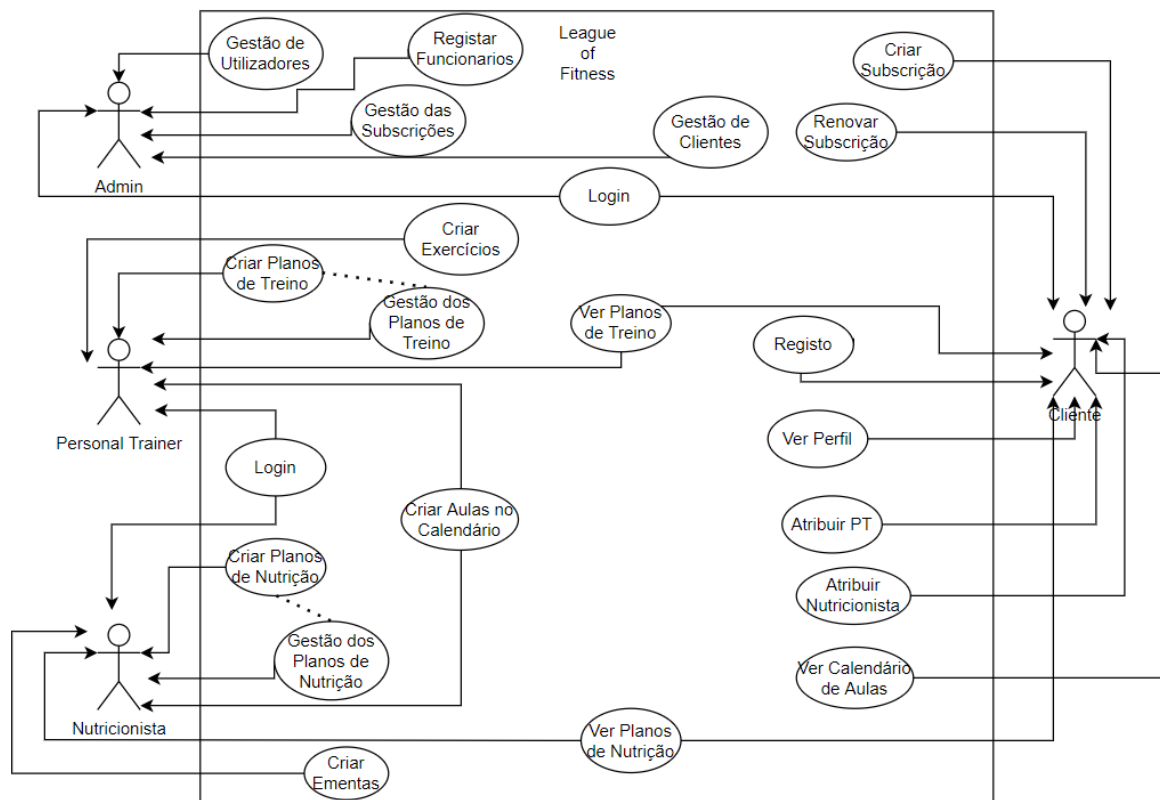 Gestão de
Utilizadores
Registar
Funcionarios
League
of
Fitness
Criar
Subscrição
Gestão das
Subscrições
Gestão de
Clientes
Renovar
Subscrição
Admin
Login
Criar
Exercícios
Criar Planos
de Treino
Gestão dos
Planos de
Treino
Ver Planos
de Treino
Registo
Cliente
Personal Trainer
Ver Perfil
Login
Criar Aulas no
Calendário
Atribuir PT
Criar Planos
de Nutrição
Atribuir
Nutricionista
Gestão dos
Planos de
Nutrição
Ver Calendário
de Aulas
Nutricionista
Ver Planos
de Nutrição
Criar
Ementas